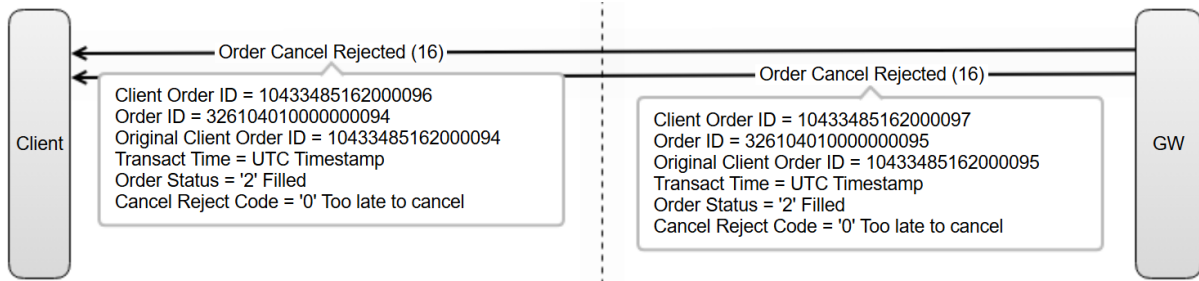 Order Cancel Rejected (16)
Order Cancel Rejected (16)
Client
Client Order ID = 10433485162000096
Order ID = 326104010000000094
Original Client Order ID = 10433485162000094
Transact Time = UTC Timestamp
Order Status = '2' Filled
Cancel Reject Code = '0' Too late to cancel
Client Order ID = 10433485162000097
Order ID = 326104010000000095
Original Client Order ID = 10433485162000095
Transact Time = UTC Timestamp
Order Status = '2' Filled
Cancel Reject Code = '0' Too late to cancel
GW